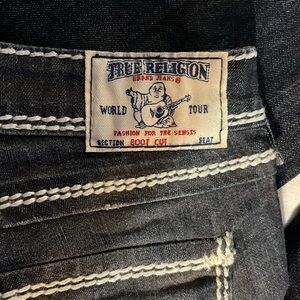 TRUE RELIGION
BRAND JEANS®
WORLD TOUR
FASHION FOR THE SENSES
SECTION BOOT CUT SEAT